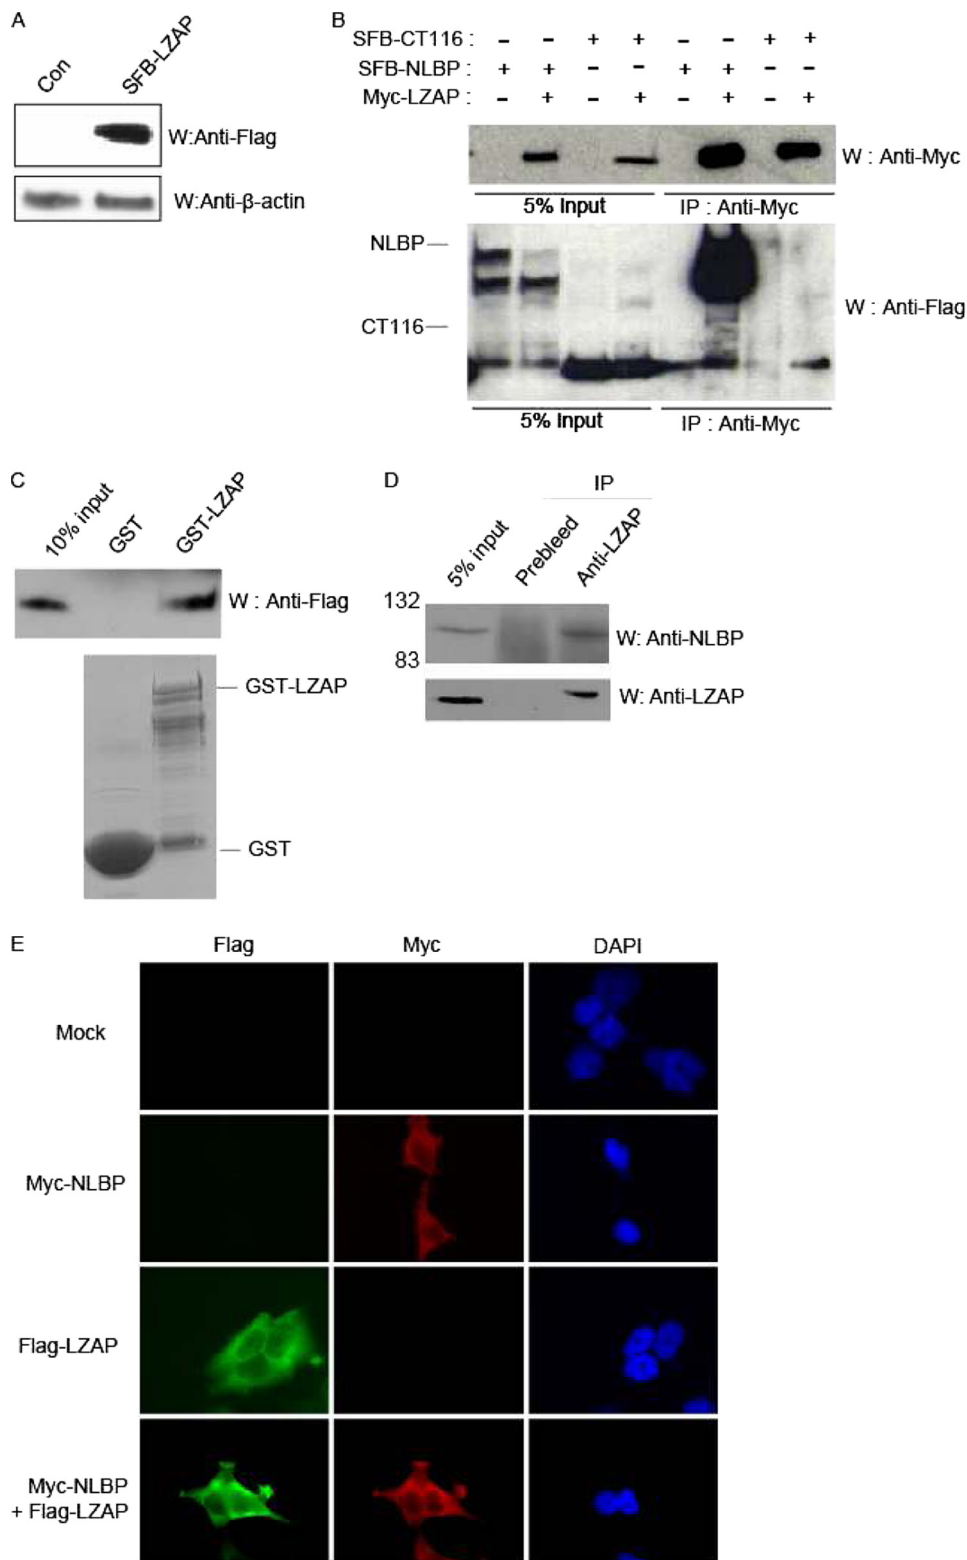 A
Con
SFB-LZAP
W:Anti-Flag
W:Anti-β-actin
B
SFB-CT116 : – – + + – – + +
SFB-NLBP : + + – – + + – –
Myc-LZAP : – + – + – + – +
W : Anti-Myc
5% Input
IP : Anti-Myc
NLBP
CT116
W : Anti-Flag
5% Input
IP : Anti-Myc
C
10% input
GST
GST-LZAP
W : Anti-Flag
GST-LZAP
GST
D
IP
5% input
Prebleed
Anti-LZAP
132
83
W: Anti-NLBP
W: Anti-LZAP
E
Flag
Myc
DAPI
Mock
Myc-NLBP
Flag-LZAP
Myc-NLBP
+ Flag-LZAP